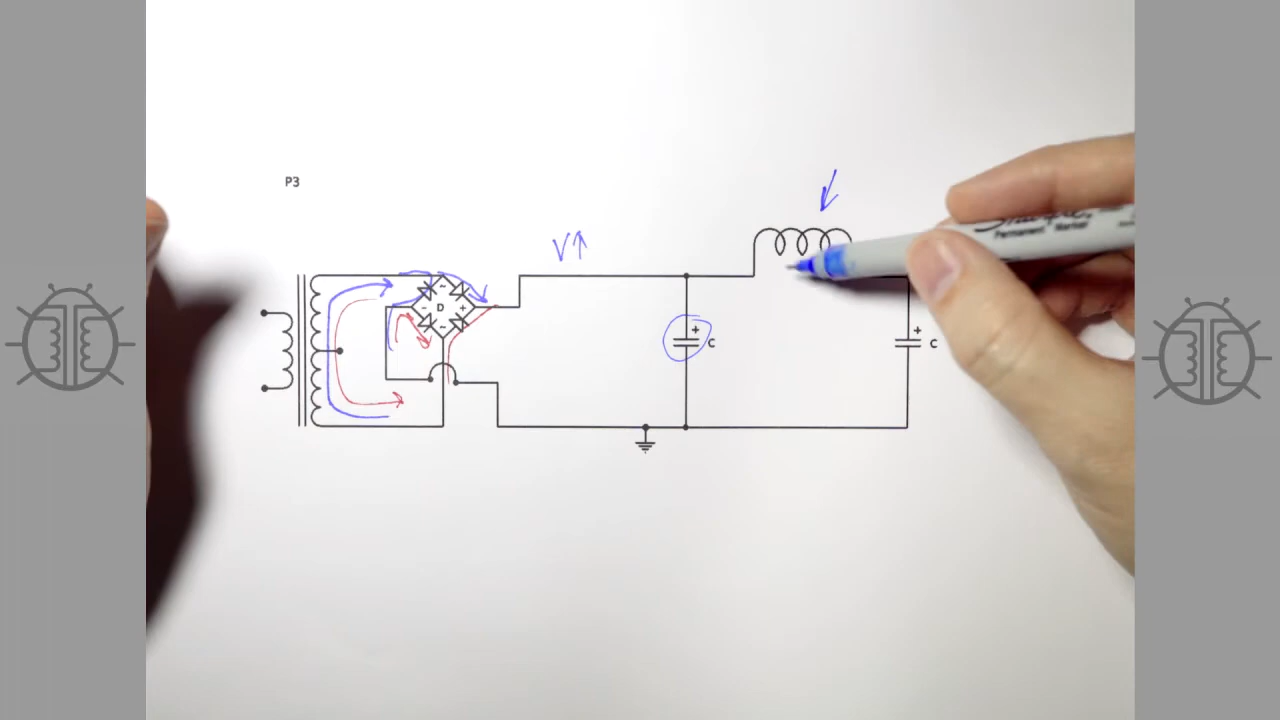 P3
V↑
~
~
- D +
~
+
C
+
C
Sharpie
Permanent Marker